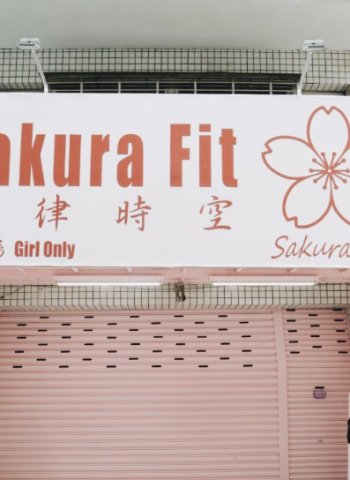 akura Fit
律 時 空
Girl Only
Sakura